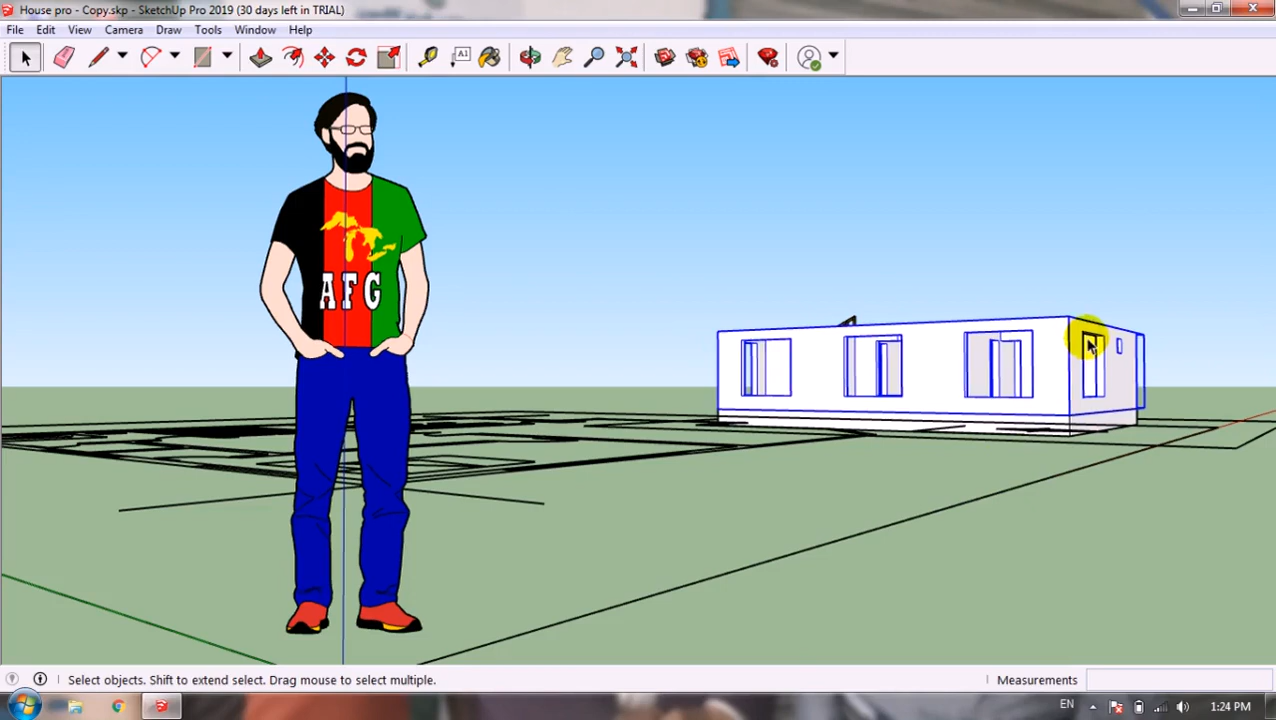 House pro - Copy.skp - SketchUp Pro 2019 (30 days left in TRIAL)
File Edit View Camera Draw Tools Window Help
A1
AFG
Select objects. Shift to extend select. Drag mouse to select multiple.
Measurements
EN
1:24 PM